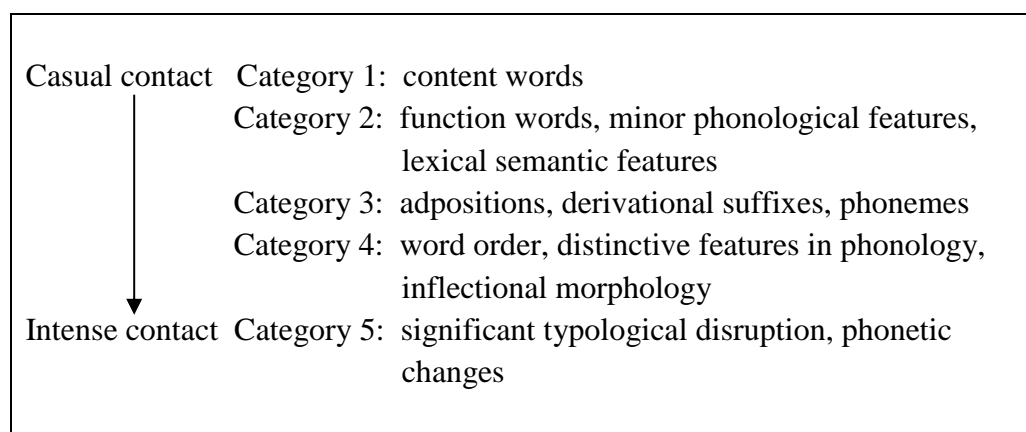 Casual contact Category 1: content words
Category 2: function words, minor phonological features,
lexical semantic features
Category 3: adpositions, derivational suffixes, phonemes
Category 4: word order, distinctive features in phonology,
inflectional morphology
Intense contact Category 5: significant typological disruption, phonetic
changes